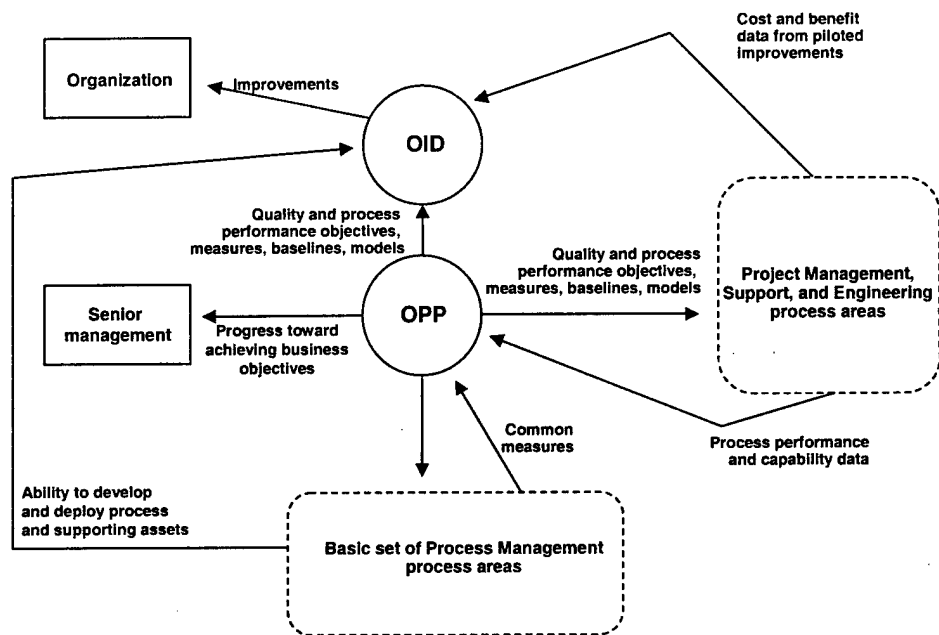 Cost and benefit
data from piloted
improvements
Organization
Improvements
OID
Quality and process
performance objectives,
measures, baselines, models
Quality and process
performance objectives,
measures, baselines, models
Project Management,
Support, and Engineering
process areas
Senior
management
OPP
Progress toward
achieving business
objectives
Common
measures
Process performance
and capability data
Ability to develop
and deploy process
and supporting assets
Basic set of Process Management
process areas